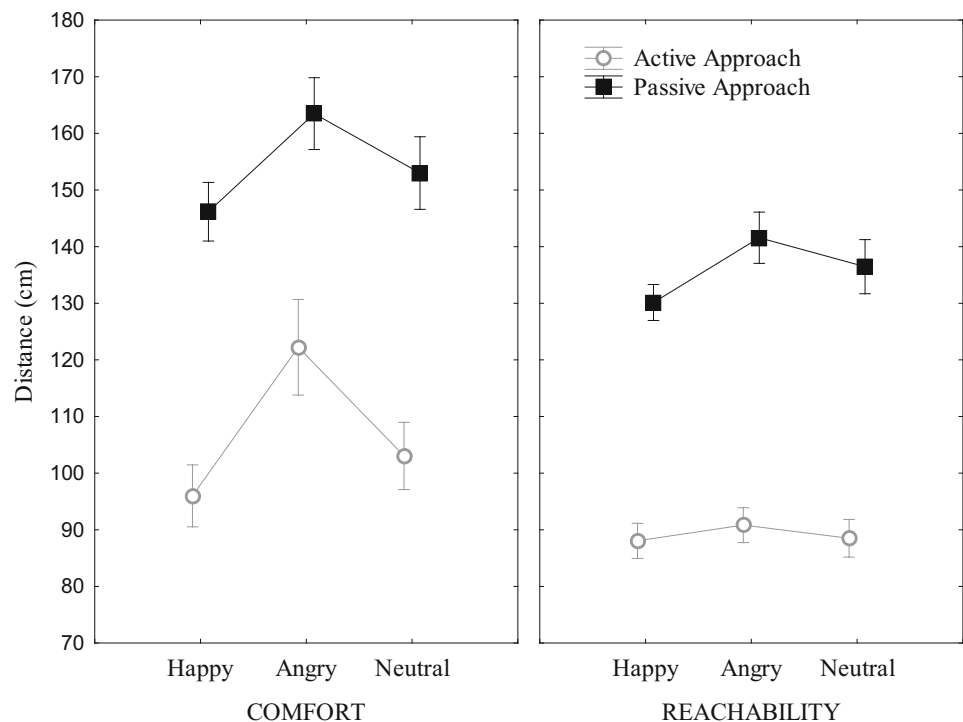 180
170
160
150
140
130
120
110
100
90
80
70
Distance (cm)
Active Approach
Passive Approach
Happy Angry Neutral
COMFORT
Happy Angry Neutral
REACHABILITY